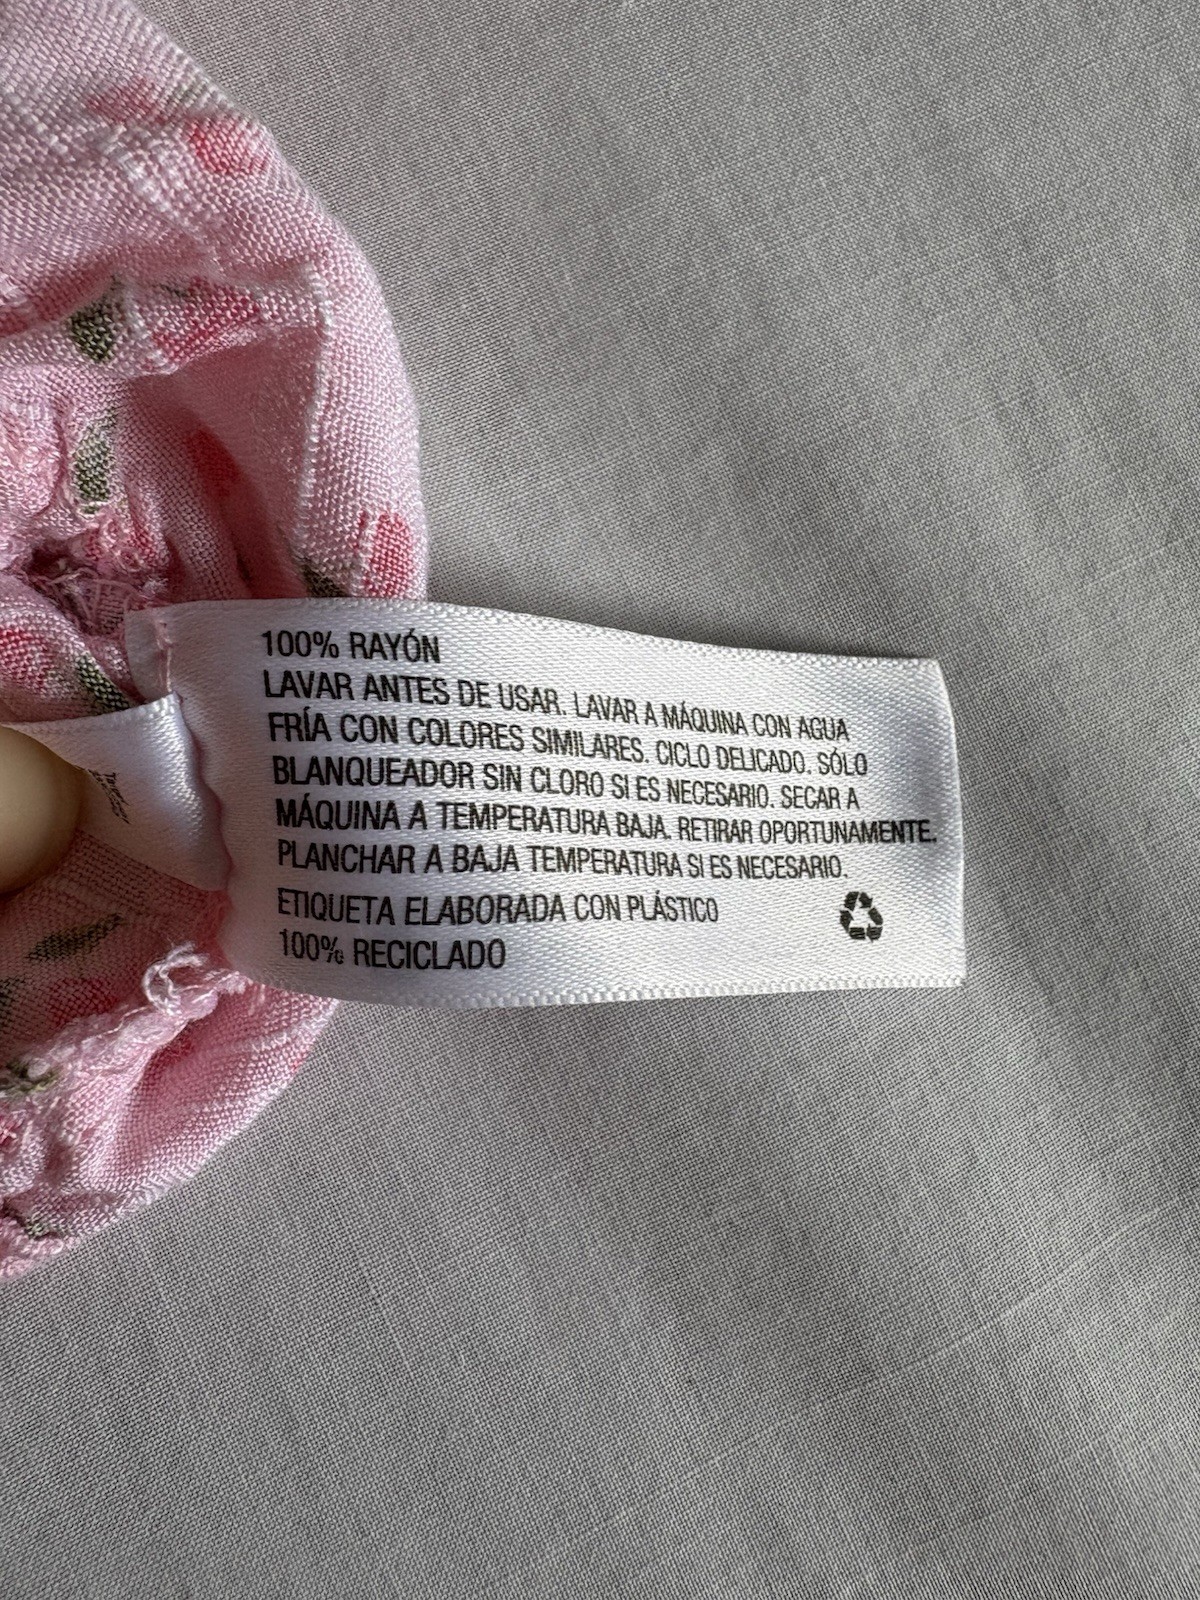 100% RAYÓN
LAVAR ANTES DE USAR. LAVAR A MÁQUINA CON AGUA
FRÍA CON COLORES SIMILARES. CICLO DELICADO. SÓLO
BLANQUEADOR SIN CLORO SI ES NECESARIO. SECAR A
MÁQUINA A TEMPERATURA BAJA. RETIRAR OPORTUNAMENTE.
PLANCHAR A BAJA TEMPERATURA SI ES NECESARIO.
ETIQUETA ELABORADA CON PLÁSTICO
100% RECICLADO